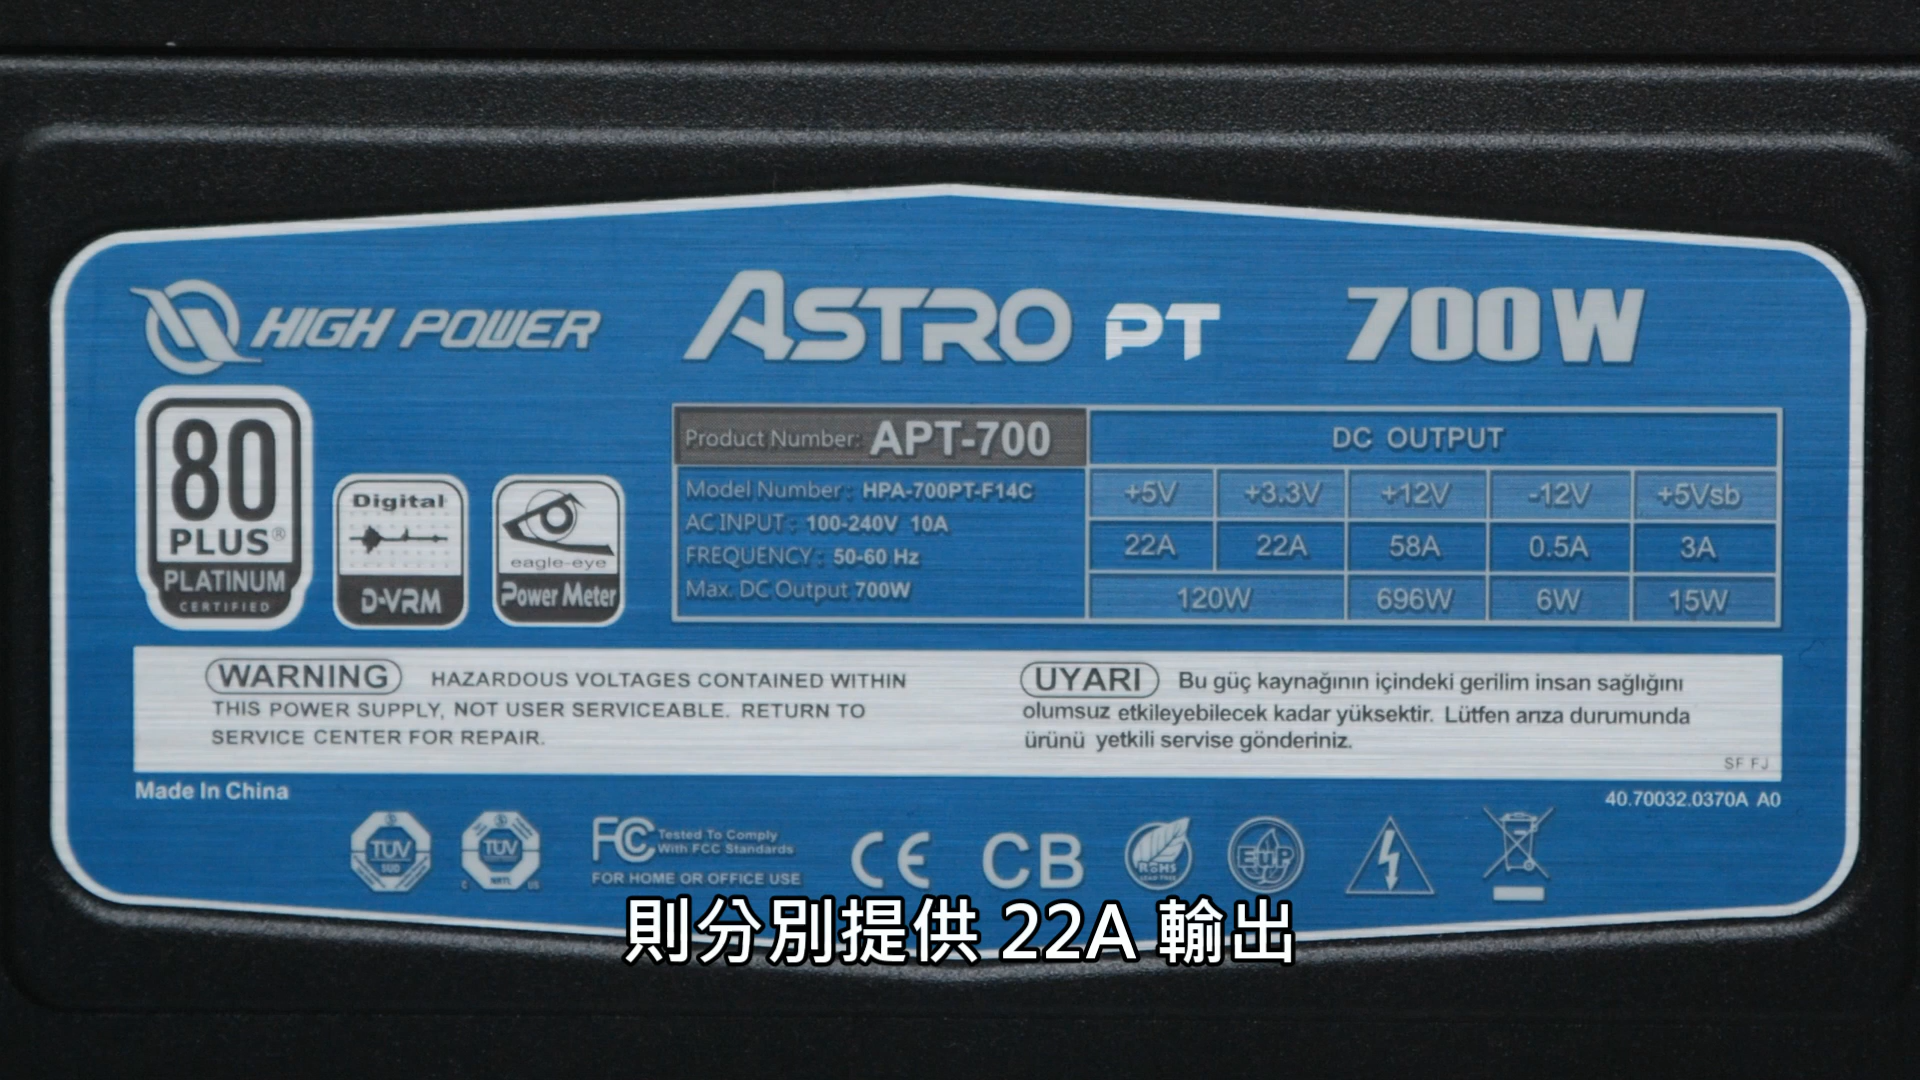 HIGH POWER
ASTRO PT
700W
80
PLUS®
PLATINUM
CERTIFIED
Digital
D-VRM
eagle-eye
Power Meter
Product Number: APT-700
Model Number: HPA-700PT-F14C
AC INPUT: 100-240V 10A
FREQUENCY: 50-60 Hz
Max. DC Output 700W
DC OUTPUT
+5V +3.3V +12V -12V +5Vsb
22A 22A 58A 0.5A 3A
120W 696W 6W 15W
WARNING HAZARDOUS VOLTAGES CONTAINED WITHIN
THIS POWER SUPPLY, NOT USER SERVICEABLE. RETURN TO
SERVICE CENTER FOR REPAIR.
UYARI Bu güç kaynağının içindeki gerilim insan sağlığını
olumsuz etkileyebilecek kadar yüksektir. Lütfen arıza durumunda
ürünü yetkili servise gönderiniz.
SF FJ
Made In China
40.70032.0370A A0
TÜV
SÜD
TÜV
C NRTL US
FC Tested To Comply
With FCC Standards
FOR HOME OR OFFICE USE
CE
CB
RoHS
LEAD FREE
EuP
則分別提供 22A 輸出